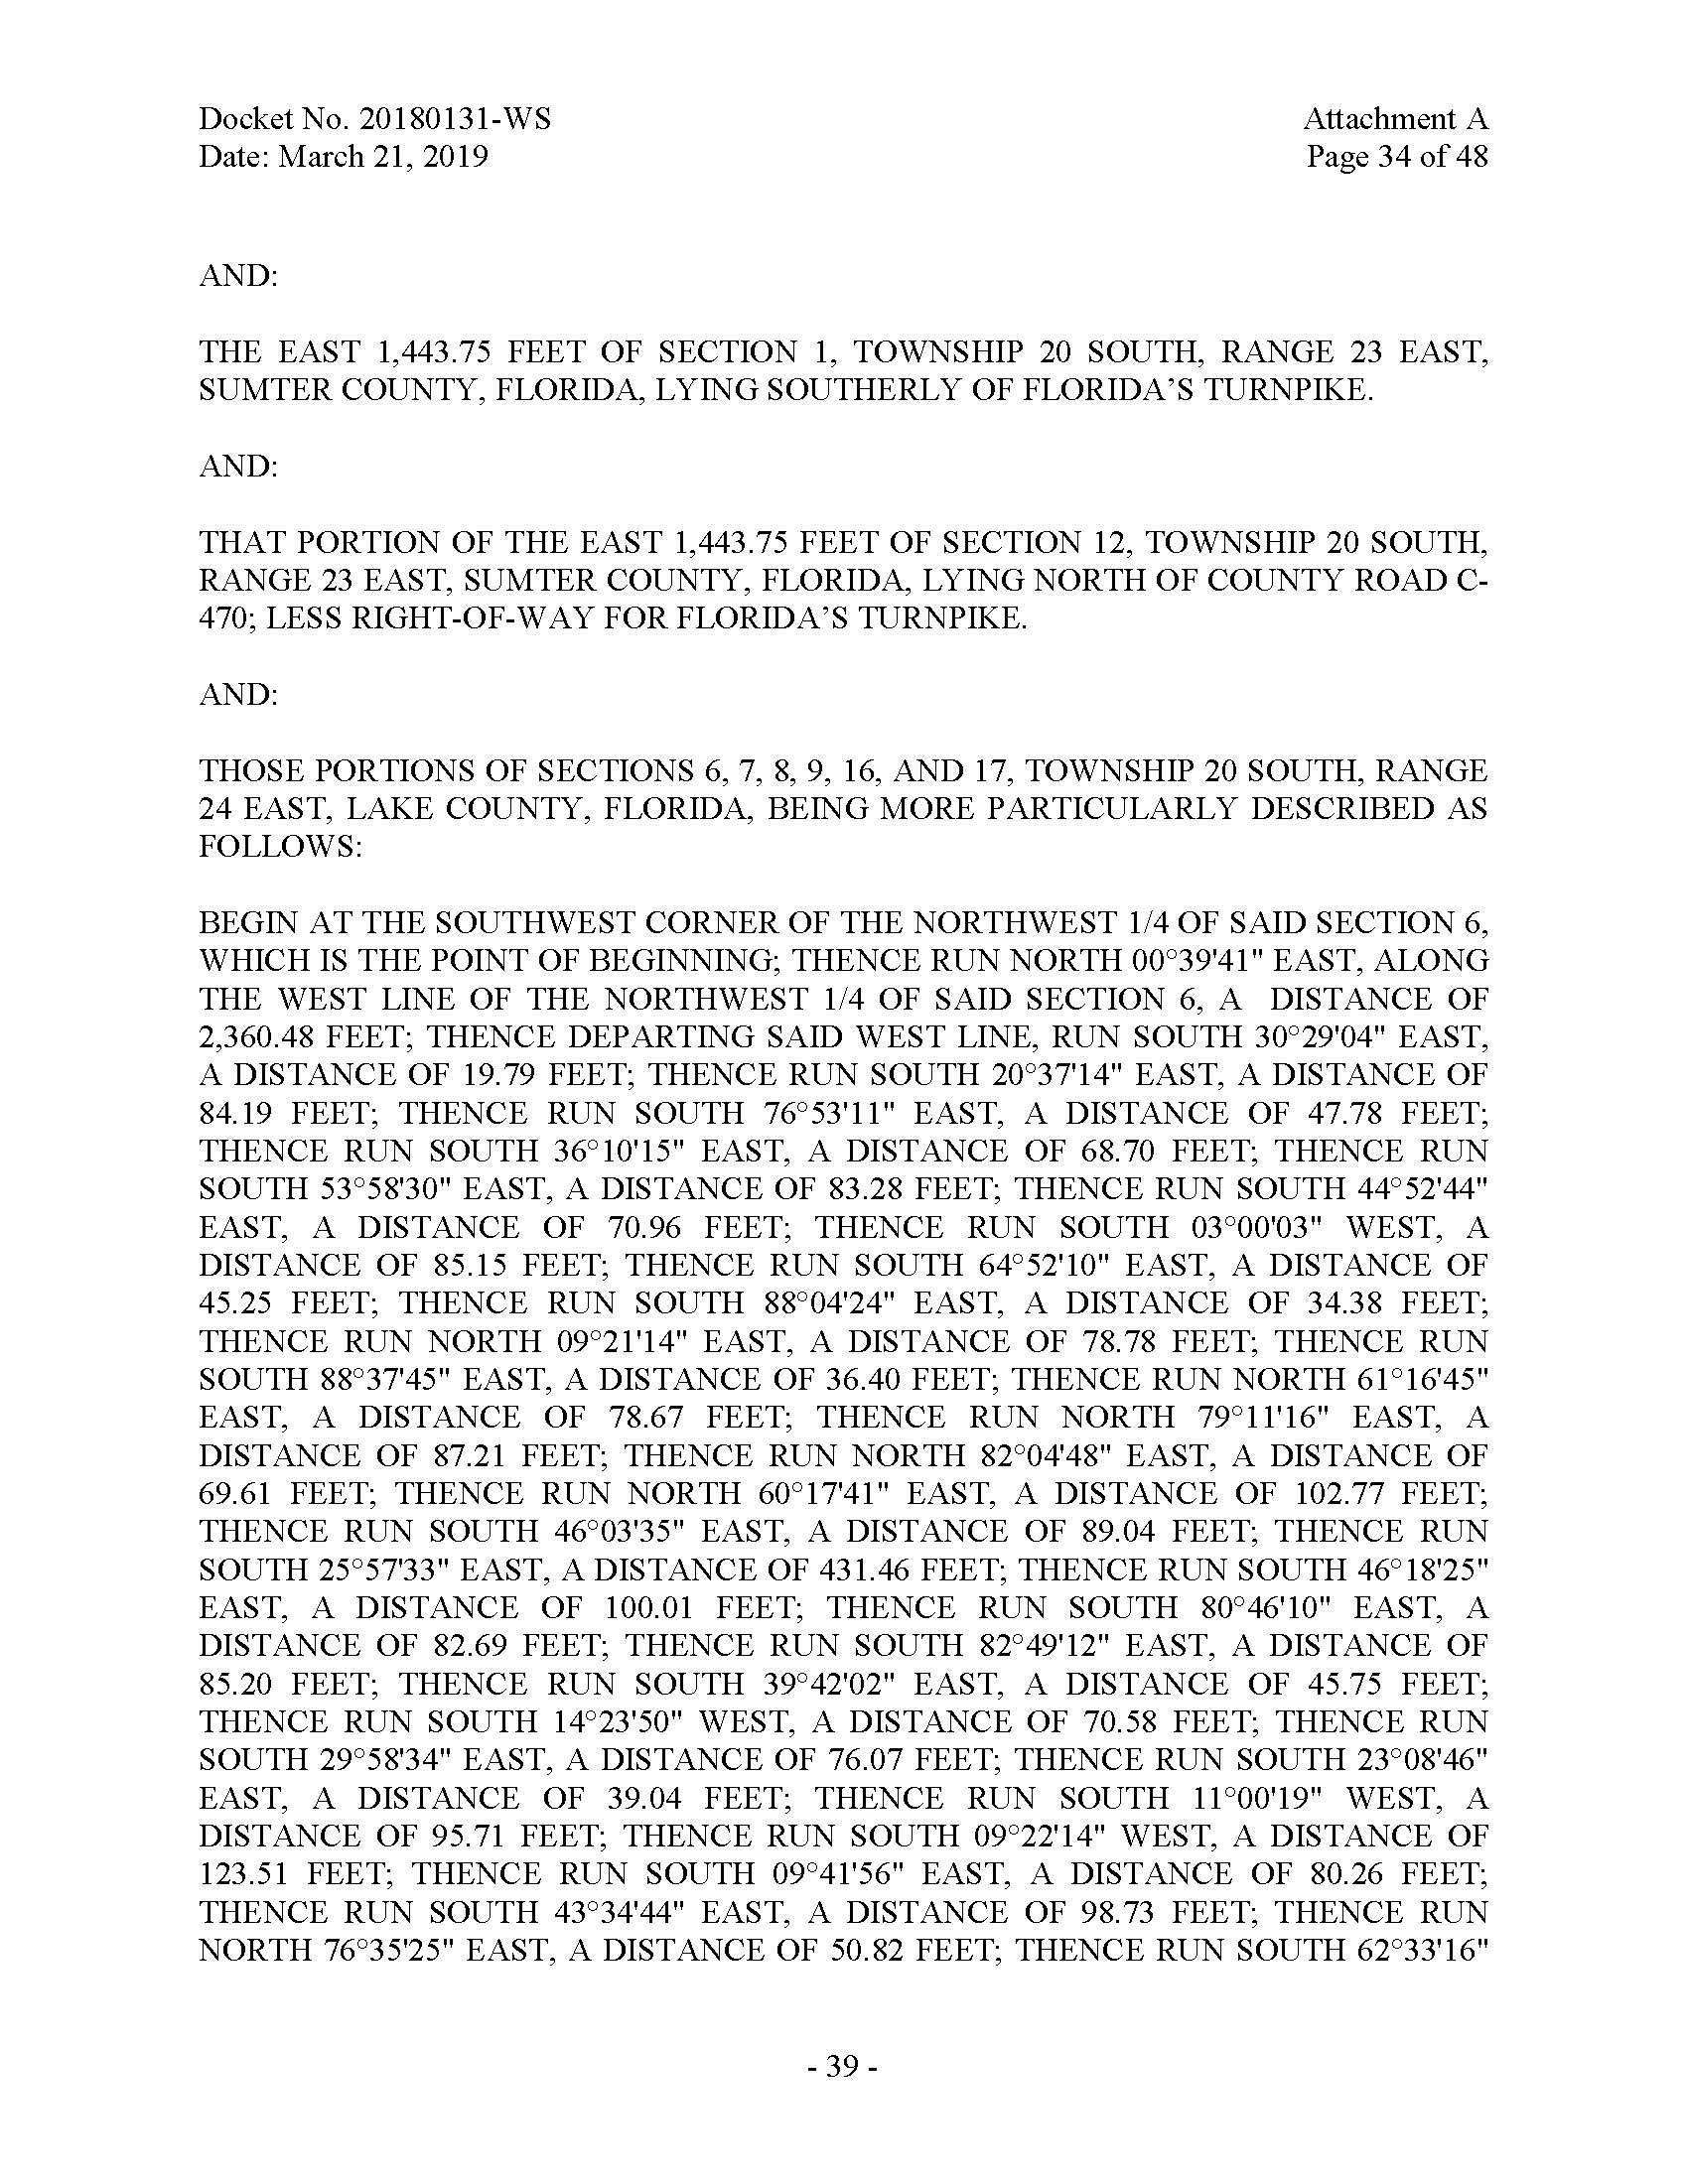 Docket No. 20180131-WS Attachment A
Date: March 21, 2019 Page 34 of 48
AND:
THE EAST 1,443.75 FEET OF SECTION 1, TOWNSHIP 20 SOUTH, RANGE 23 EAST,
SUMTER COUNTY, FLORIDA, LYING SOUTHERLY OF FLORIDA’S TURNPIKE.
AND:
THAT PORTION OF THE EAST 1,443.75 FEET OF SECTION 12, TOWNSHIP 20 SOUTH,
RANGE 23 EAST, SUMTER COUNTY, FLORIDA, LYING NORTH OF COUNTY ROAD C-
470; LESS RIGHT-OF-WAY FOR FLORIDA’S TURNPIKE.
AND:
THOSE PORTIONS OF SECTIONS 6, 7, 8, 9, 16, AND 17, TOWNSHIP 20 SOUTH, RANGE
24 EAST, LAKE COUNTY, FLORIDA, BEING MORE PARTICULARLY DESCRIBED AS
FOLLOWS:
BEGIN AT THE SOUTHWEST CORNER OF THE NORTHWEST 1/4 OF SAID SECTION 6,
WHICH IS THE POINT OF BEGINNING; THENCE RUN NORTH 00°39'41" EAST, ALONG
THE WEST LINE OF THE NORTHWEST 1/4 OF SAID SECTION 6, A DISTANCE OF
2,360.48 FEET; THENCE DEPARTING SAID WEST LINE, RUN SOUTH 30°29'04" EAST,
A DISTANCE OF 19.79 FEET; THENCE RUN SOUTH 20°37'14" EAST, A DISTANCE OF
84.19 FEET; THENCE RUN SOUTH 76°53'11" EAST, A DISTANCE OF 47.78 FEET;
THENCE RUN SOUTH 36°10'15" EAST, A DISTANCE OF 68.70 FEET; THENCE RUN
SOUTH 53°58'30" EAST, A DISTANCE OF 83.28 FEET; THENCE RUN SOUTH 44°52'44"
EAST, A DISTANCE OF 70.96 FEET; THENCE RUN SOUTH 03°00'03" WEST, A
DISTANCE OF 85.15 FEET; THENCE RUN SOUTH 64°52'10" EAST, A DISTANCE OF
45.25 FEET; THENCE RUN SOUTH 88°04'24" EAST, A DISTANCE OF 34.38 FEET;
THENCE RUN NORTH 09°21'14" EAST, A DISTANCE OF 78.78 FEET; THENCE RUN
SOUTH 88°37'45" EAST, A DISTANCE OF 36.40 FEET; THENCE RUN NORTH 61°16'45"
EAST, A DISTANCE OF 78.67 FEET; THENCE RUN NORTH 79°11'16" EAST, A
DISTANCE OF 87.21 FEET; THENCE RUN NORTH 82°04'48" EAST, A DISTANCE OF
69.61 FEET; THENCE RUN NORTH 60°17'41" EAST, A DISTANCE OF 102.77 FEET;
THENCE RUN SOUTH 46°03'35" EAST, A DISTANCE OF 89.04 FEET; THENCE RUN
SOUTH 25°57'33" EAST, A DISTANCE OF 431.46 FEET; THENCE RUN SOUTH 46°18'25"
EAST, A DISTANCE OF 100.01 FEET; THENCE RUN SOUTH 80°46'10" EAST, A
DISTANCE OF 82.69 FEET; THENCE RUN SOUTH 82°49'12" EAST, A DISTANCE OF
85.20 FEET; THENCE RUN SOUTH 39°42'02" EAST, A DISTANCE OF 45.75 FEET;
THENCE RUN SOUTH 14°23'50" WEST, A DISTANCE OF 70.58 FEET; THENCE RUN
SOUTH 29°58'34" EAST, A DISTANCE OF 76.07 FEET; THENCE RUN SOUTH 23°08'46"
EAST, A DISTANCE OF 39.04 FEET; THENCE RUN SOUTH 11°00'19" WEST, A
DISTANCE OF 95.71 FEET; THENCE RUN SOUTH 09°22'14" WEST, A DISTANCE OF
123.51 FEET; THENCE RUN SOUTH 09°41'56" EAST, A DISTANCE OF 80.26 FEET;
THENCE RUN SOUTH 43°34'44" EAST, A DISTANCE OF 98.73 FEET; THENCE RUN
NORTH 76°35'25" EAST, A DISTANCE OF 50.82 FEET; THENCE RUN SOUTH 62°33'16"
- 39 -